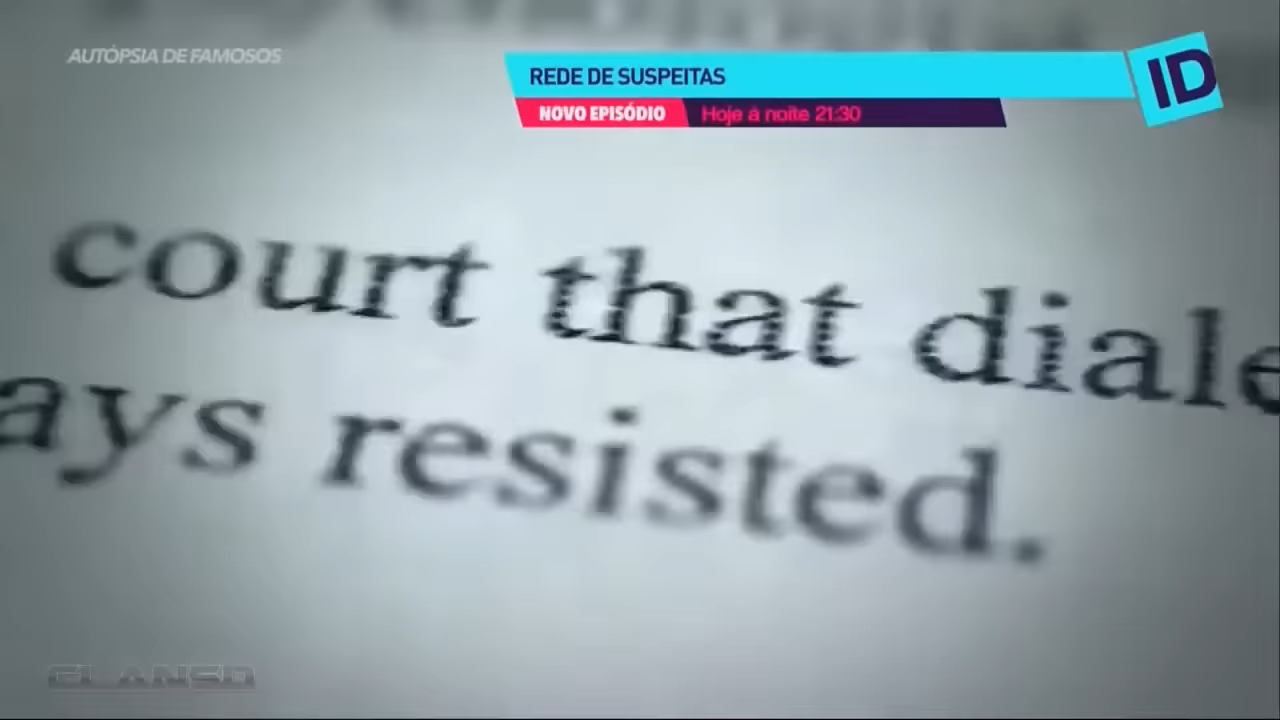 AUTÓPSIA DE FAMOSOS
REDE DE SUSPEITAS
ID
NOVO EPISÓDIO
Hoje à noite 21:30
court that diale
ays resisted.